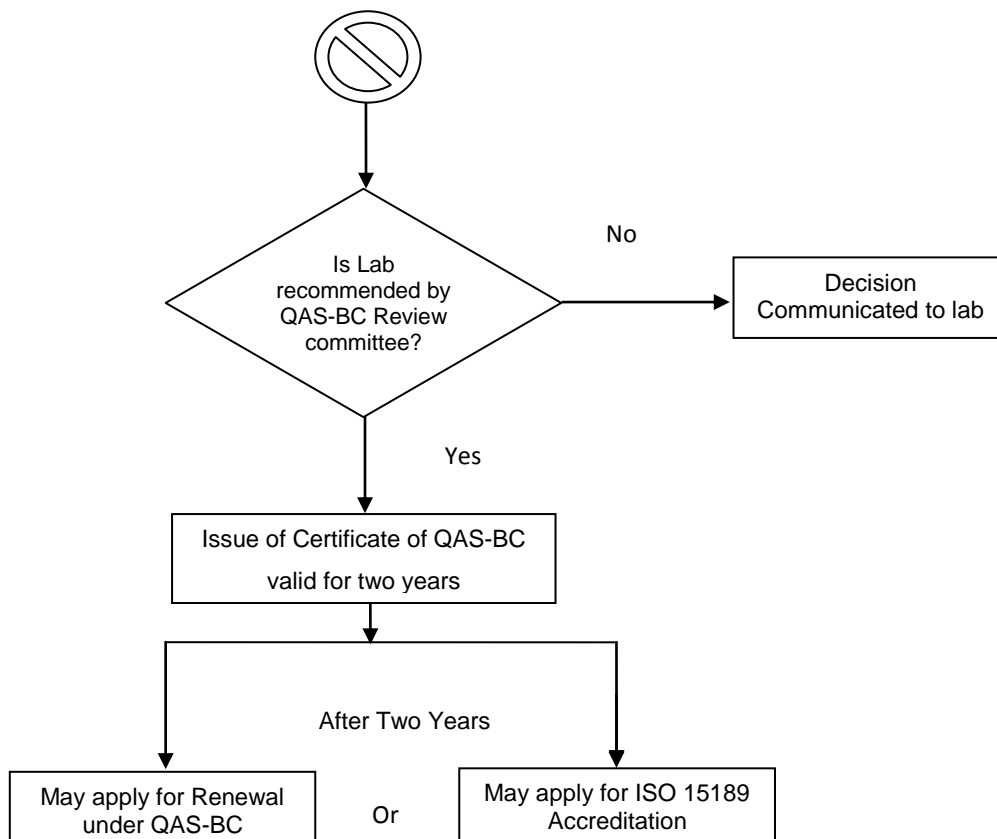 No
Is Lab
recommended by
QAS-BC Review
committee?
Decision
Communicated to lab
Yes
Issue of Certificate of QAS-BC
valid for two years
After Two Years
May apply for Renewal
under QAS-BC
Or
May apply for ISO 15189
Accreditation